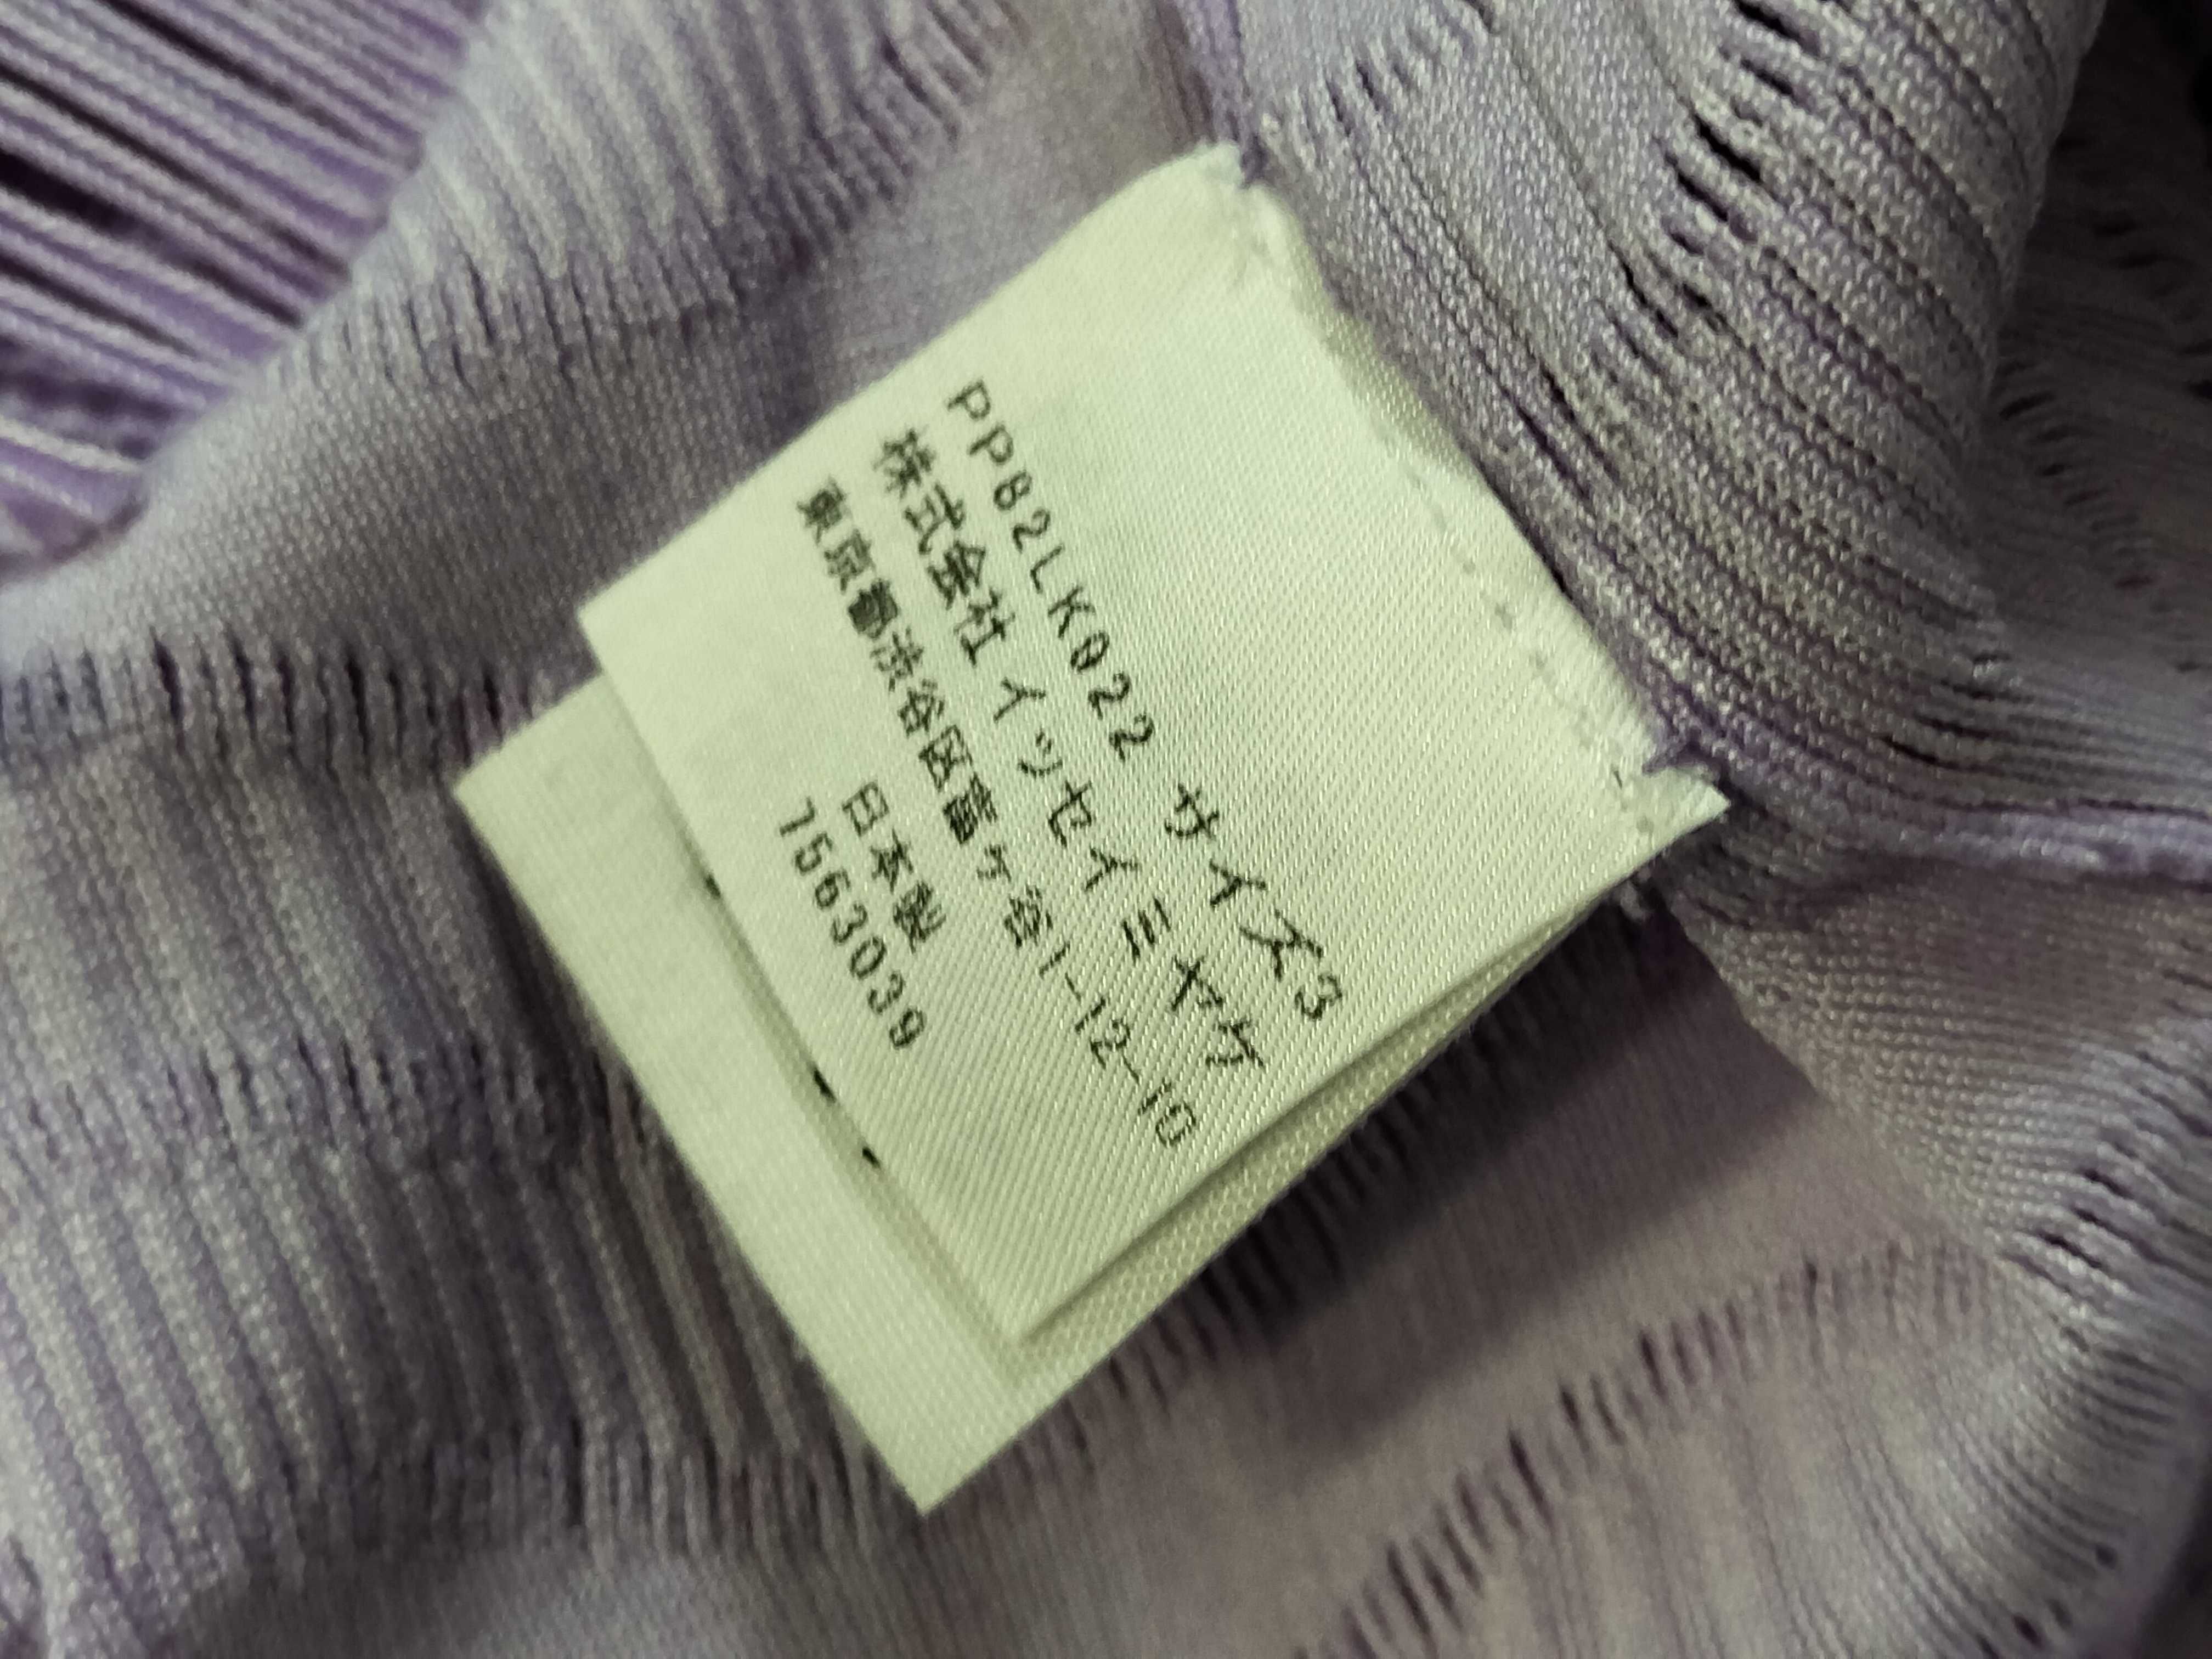 PP82LK022 サイズ3
株式会社 イッセイミヤケ
東京都渋谷区富ヶ谷1-12-10
日本製
7563039